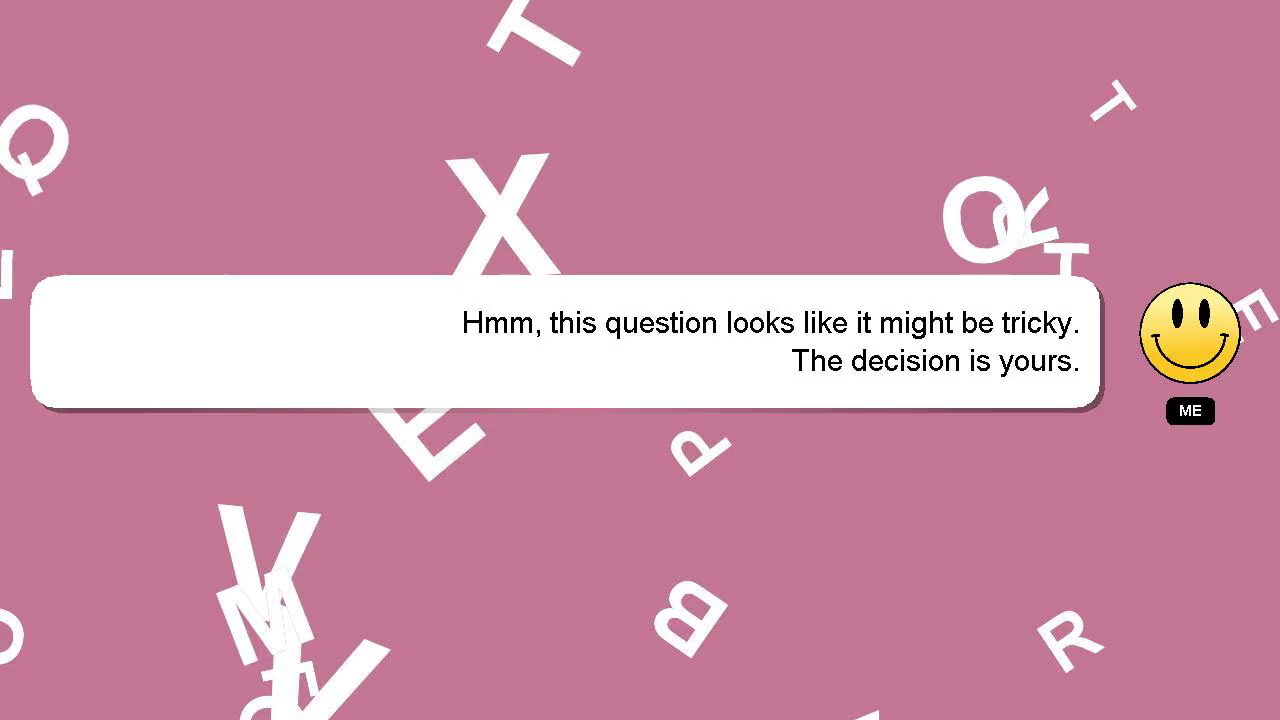 T
T
Q
X
O
R
T
E
Hmm, this question looks like it might be tricky.
The decision is yours.
ME
E
P
V
M
B
R